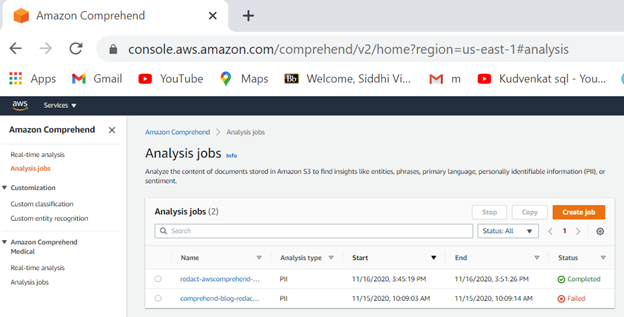 Amazon Comprehend
console.aws.amazon.com/comprehend/v2/home?region=us-east-1#analysis
Apps Gmail YouTube Maps Bb Welcome, Siddhi Vi... m Kudvenkat sql - You...
aws Services
Amazon Comprehend
Real-time analysis
Analysis jobs
Customization
Custom classification
Custom entity recognition
Amazon Comprehend
Medical
Real-time analysis
Analysis jobs
Amazon Comprehend > Analysis jobs
Analysis jobs Info
Analyze the content of documents stored in Amazon S3 to find insights like entities, phrases, primary language, personally identifiable information (PII), or
sentiment.
Analysis jobs (2) Stop Copy Create job
Search Status: All 1
Name Analysis type Start End Status
redact-awscomprehend-... PII 11/16/2020, 3:45:19 PM 11/16/2020, 3:51:26 PM Completed
comprehend-blog-redac... PII 11/15/2020, 10:09:03 AM 11/15/2020, 10:09:14 AM Failed